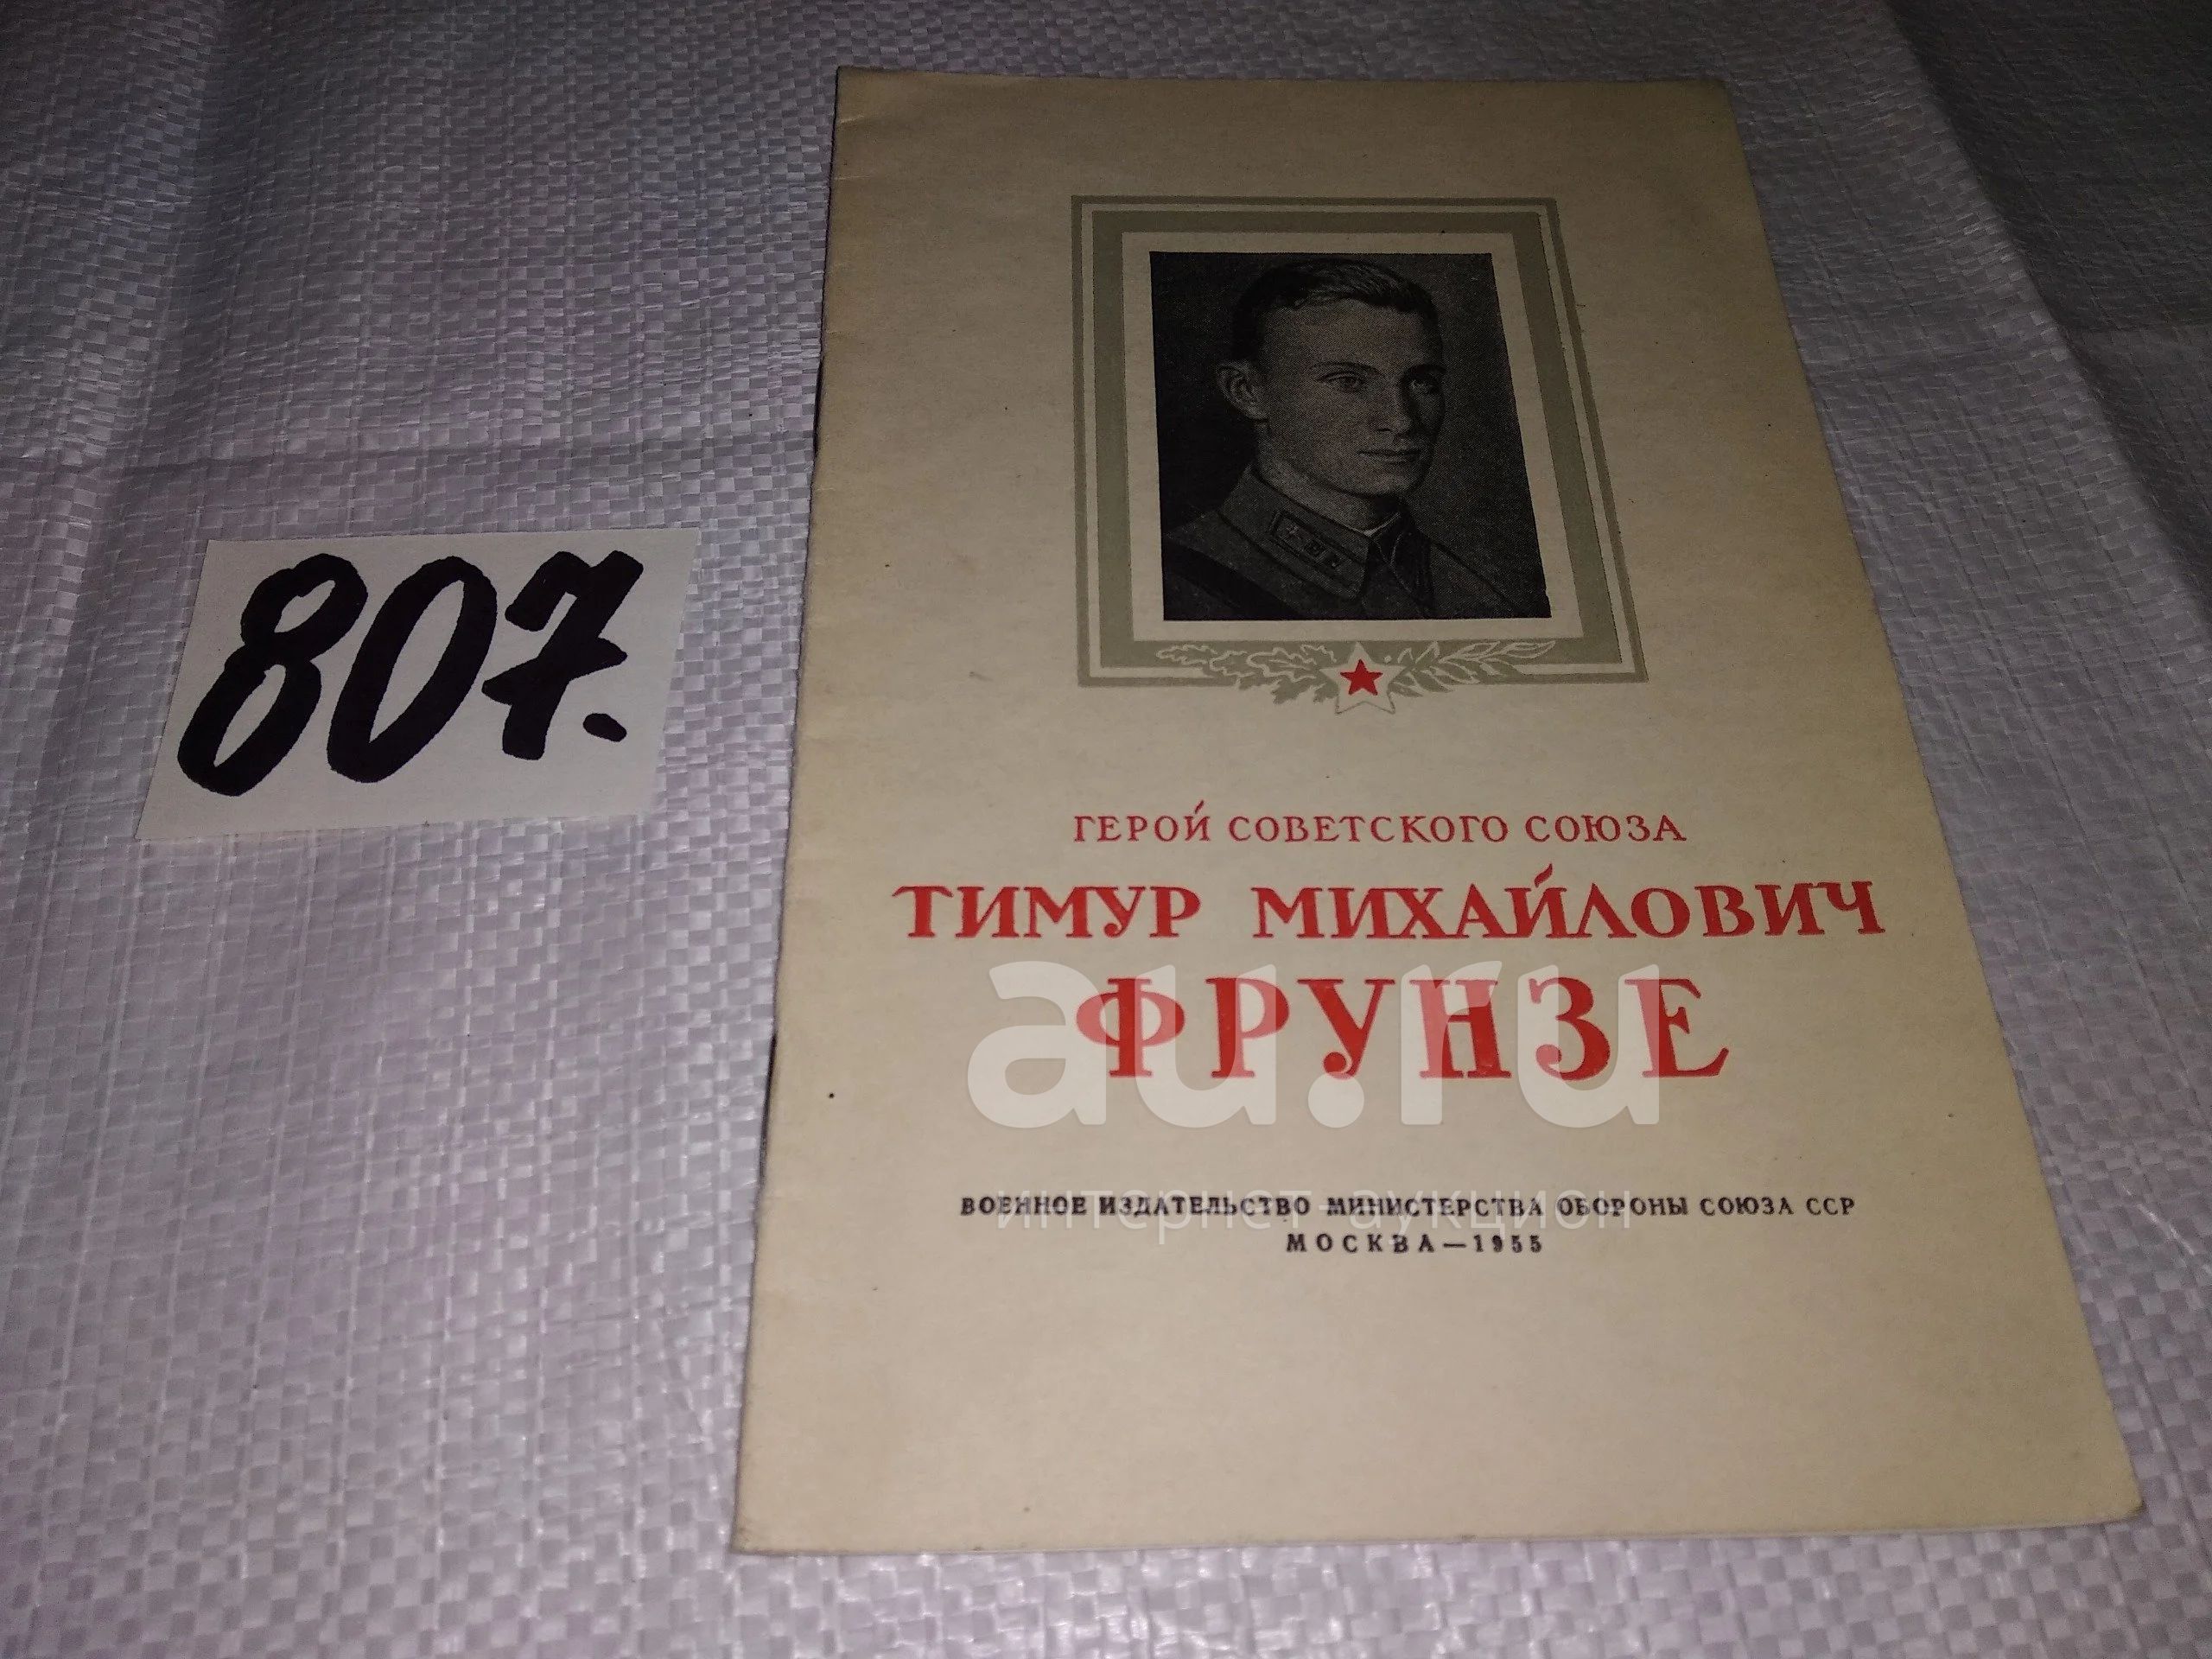 807.
ГЕРОЙ СОВЕТСКОГО СОЮЗА
ТИМУР МИХАЙЛОВИЧ
ФРУНЗЕ
au.ru
интернет-аукцион
ВОЕННОЕ ИЗДАТЕЛЬСТВО МИНИСТЕРСТВА ОБОРОНЫ СОЮЗА ССР
МОСКВА—1955